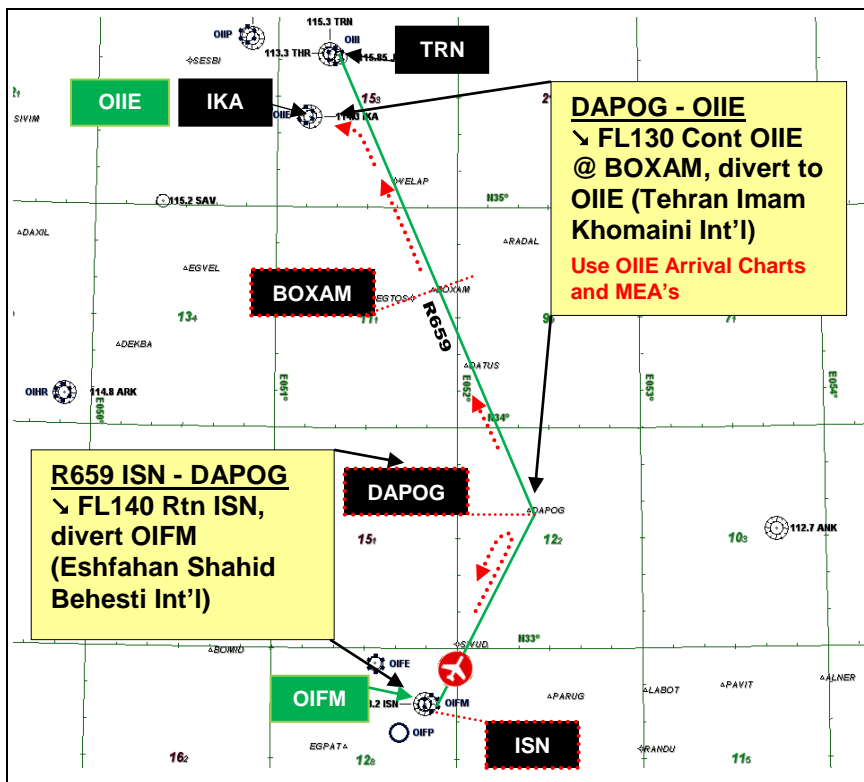 115.3 TRN
OIIP
OIII
113.3 THR
115.85
TRN
SESBI
OIIE
IKA
OIIE
IKA
15₃
SIVIM
DAPOG - OIIE
↘ FL130 Cont OIIE
@ BOXAM, divert to
OIIE (Tehran Imam
Khomaini Int'l)
Use OIIE Arrival Charts
and MEA's
VELAP
115.2 SAV
N35°
DAXIL
RADAL
EGVEL
BOXAM
EGTOS
BOXAM
13₄
11₁
R659
DEKBA
DATUS
E050°
E051°
E052°
E053°
E054°
OIHR
114.8 ARK
N34°
R659 ISN - DAPOG
↘ FL140 Rtn ISN,
divert OIFM
(Eshfahan Shahid
Behesti Int'l)
DAPOG
DAPOG
15₁
12₂
10₃
112.7 ANK
N33°
SIVUD
BOMID
OIFE
OIFM
.2 ISN
OIFM
PARUG
LABOT
PAVIT
ALNER
OIFP
ISN
EGPAT
16₂
12₈
RANDU
11₅